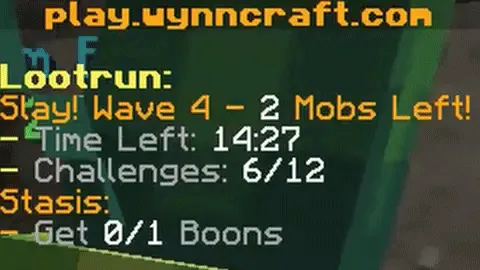 play.wynncraft.com
Lootrun:
Slay! Wave 4 - 2 Mobs Left!
- Time Left: 14:27
- Challenges: 6/12
Stasis:
- Get 0/1 Boons